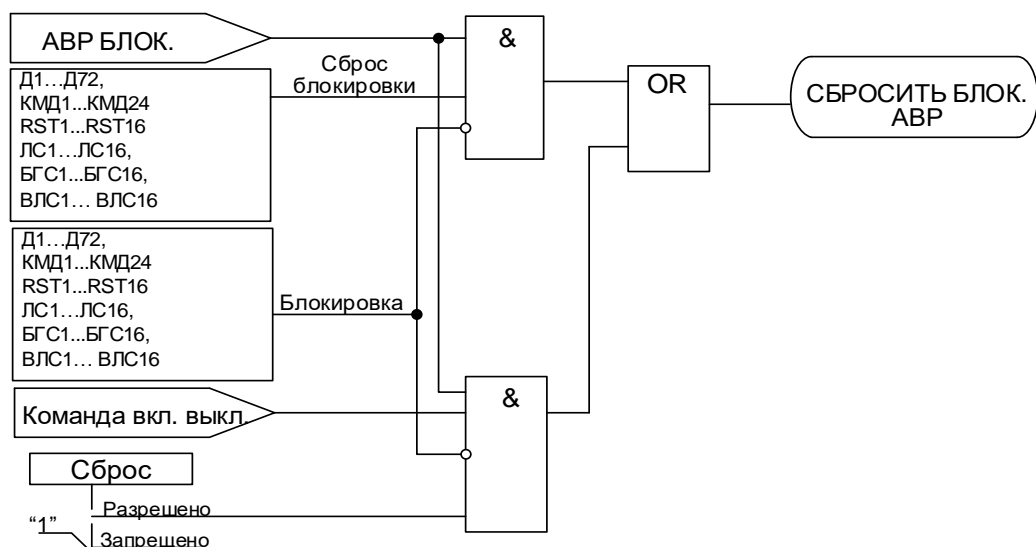 АВР БЛОК.
&
Сброс
блокировки
OR
СБРОСИТЬ БЛОК.
АВР
Д1…Д72,
КМД1...КМД24
RST1...RST16
ЛС1…ЛС16,
БГС1...БГС16,
ВЛС1… ВЛС16
Д1…Д72,
КМД1...КМД24
RST1...RST16
ЛС1…ЛС16,
БГС1...БГС16,
ВЛС1… ВЛС16
Блокировка
&
Команда вкл. выкл.
Сброс
Разрешено
“1”
Запрещено